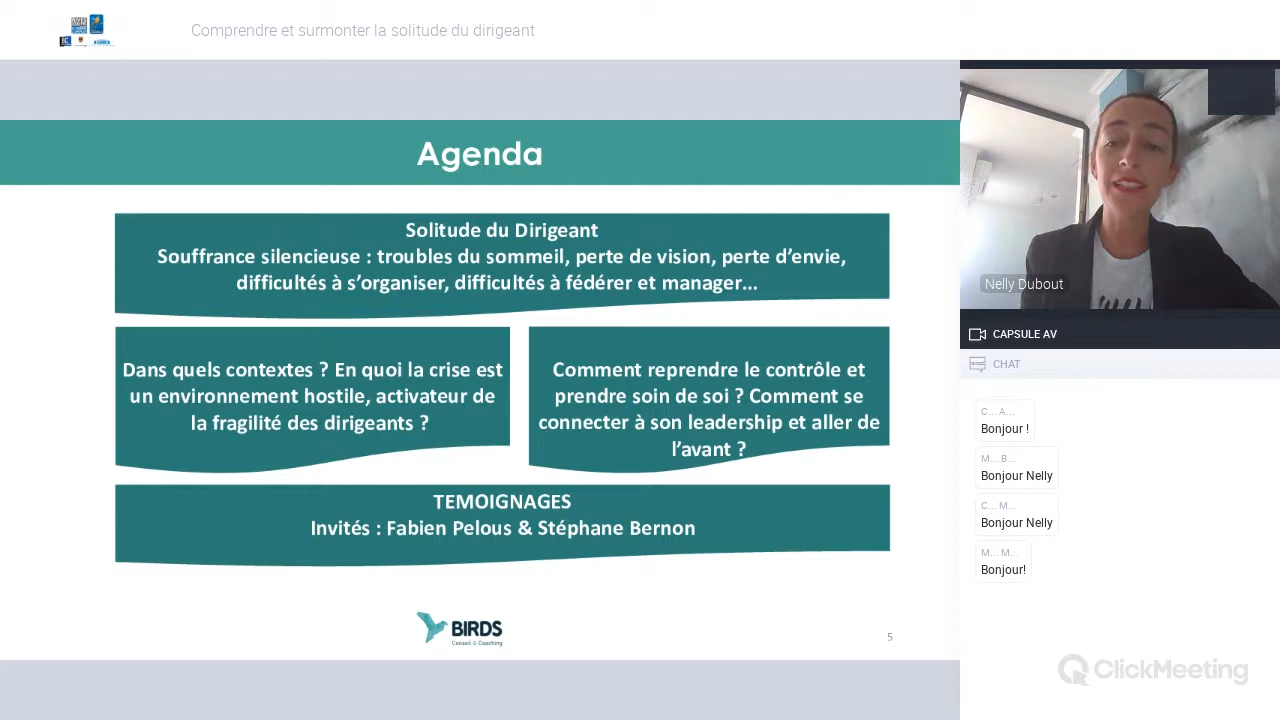 Comprendre et surmonter la solitude du dirigeant
Agenda
Solitude du Dirigeant
Souffrance silencieuse : troubles du sommeil, perte de vision, perte d’envie,
difficultés à s’organiser, difficultés à fédérer et manager...
Dans quels contextes ? En quoi la crise est
un environnement hostile, activateur de
la fragilité des dirigeants ?
Comment reprendre le contrôle et
prendre soin de soi ? Comment se
connecter à son leadership et aller de
l’avant ?
TEMOIGNAGES
Invités : Fabien Pelous & Stéphane Bernon
BIRDS
Conseil & Coaching
5
Nelly Dubout
CAPSULE AV
CHAT
C... A...
Bonjour !
M... B...
Bonjour Nelly
C... M...
Bonjour Nelly
M... M...
Bonjour!
ClickMeeting